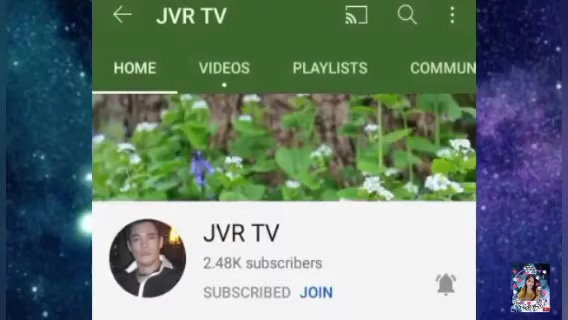 JVR TV
HOME VIDEOS PLAYLISTS COMMUN
JVR TV
2.48K subscribers
SUBSCRIBED JOIN